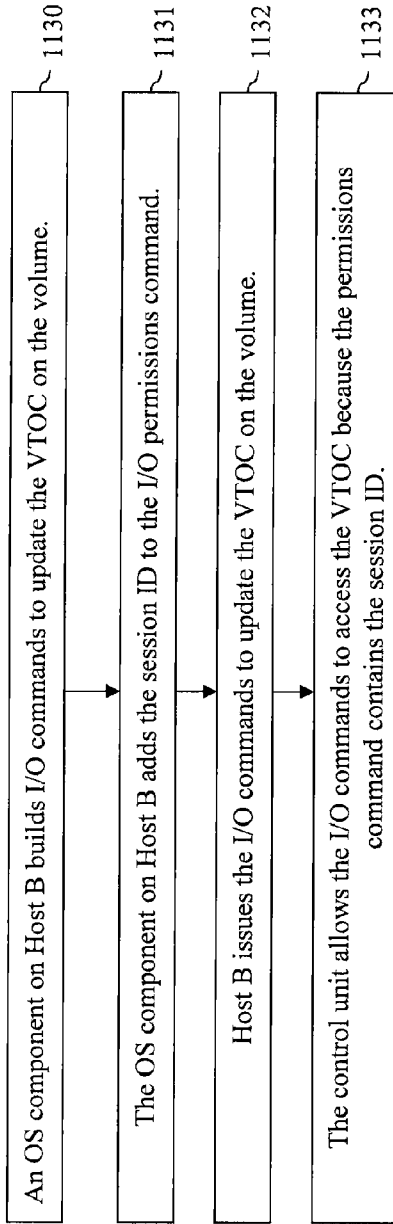 An OS component on Host B builds I/O commands to update the VTOC on the volume.
1130
The OS component on Host B adds the session ID to the I/O permissions command.
1131
Host B issues the I/O commands to update the VTOC on the volume.
1132
The control unit allows the I/O commands to access the VTOC because the permissions
command contains the session ID.
1133